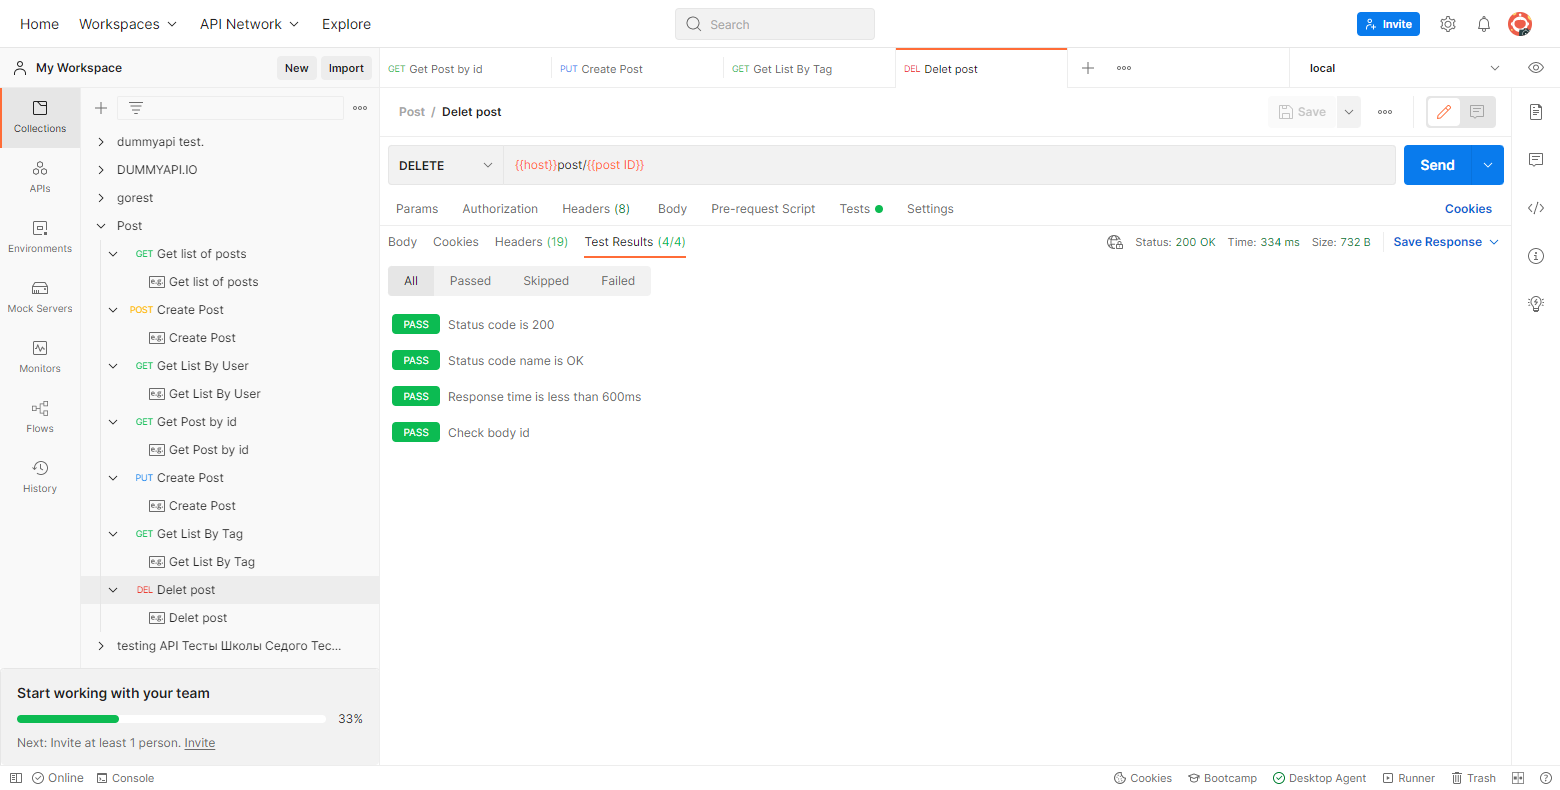 Home Workspaces API Network Explore Search Invite
My Workspace New Import
GET Get Post by id PUT Create Post GET Get List By Tag DEL Delet post local
Collections
APIs
Environments
Mock Servers
Monitors
Flows
History
dummyapi test.
DUMMYAPI.IO
gorest
Post
GET Get list of posts
e.g. Get list of posts
POST Create Post
e.g. Create Post
GET Get List By User
e.g. Get List By User
GET Get Post by id
e.g. Get Post by id
PUT Create Post
e.g. Create Post
GET Get List By Tag
e.g. Get List By Tag
DEL Delet post
e.g. Delet post
testing API Тесты Школы Седого Тес...
Start working with your team
33%
Next: Invite at least 1 person. Invite
Post / Delet post Save
DELETE {{host}}post/{{post ID}} Send
Params Authorization Headers (8) Body Pre-request Script Tests Settings Cookies
Body Cookies Headers (19) Test Results (4/4) Status: 200 OK Time: 334 ms Size: 732 B Save Response
All Passed Skipped Failed
PASS Status code is 200
PASS Status code name is OK
PASS Response time is less than 600ms
PASS Check body id
Online Console Cookies Bootcamp Desktop Agent Runner Trash